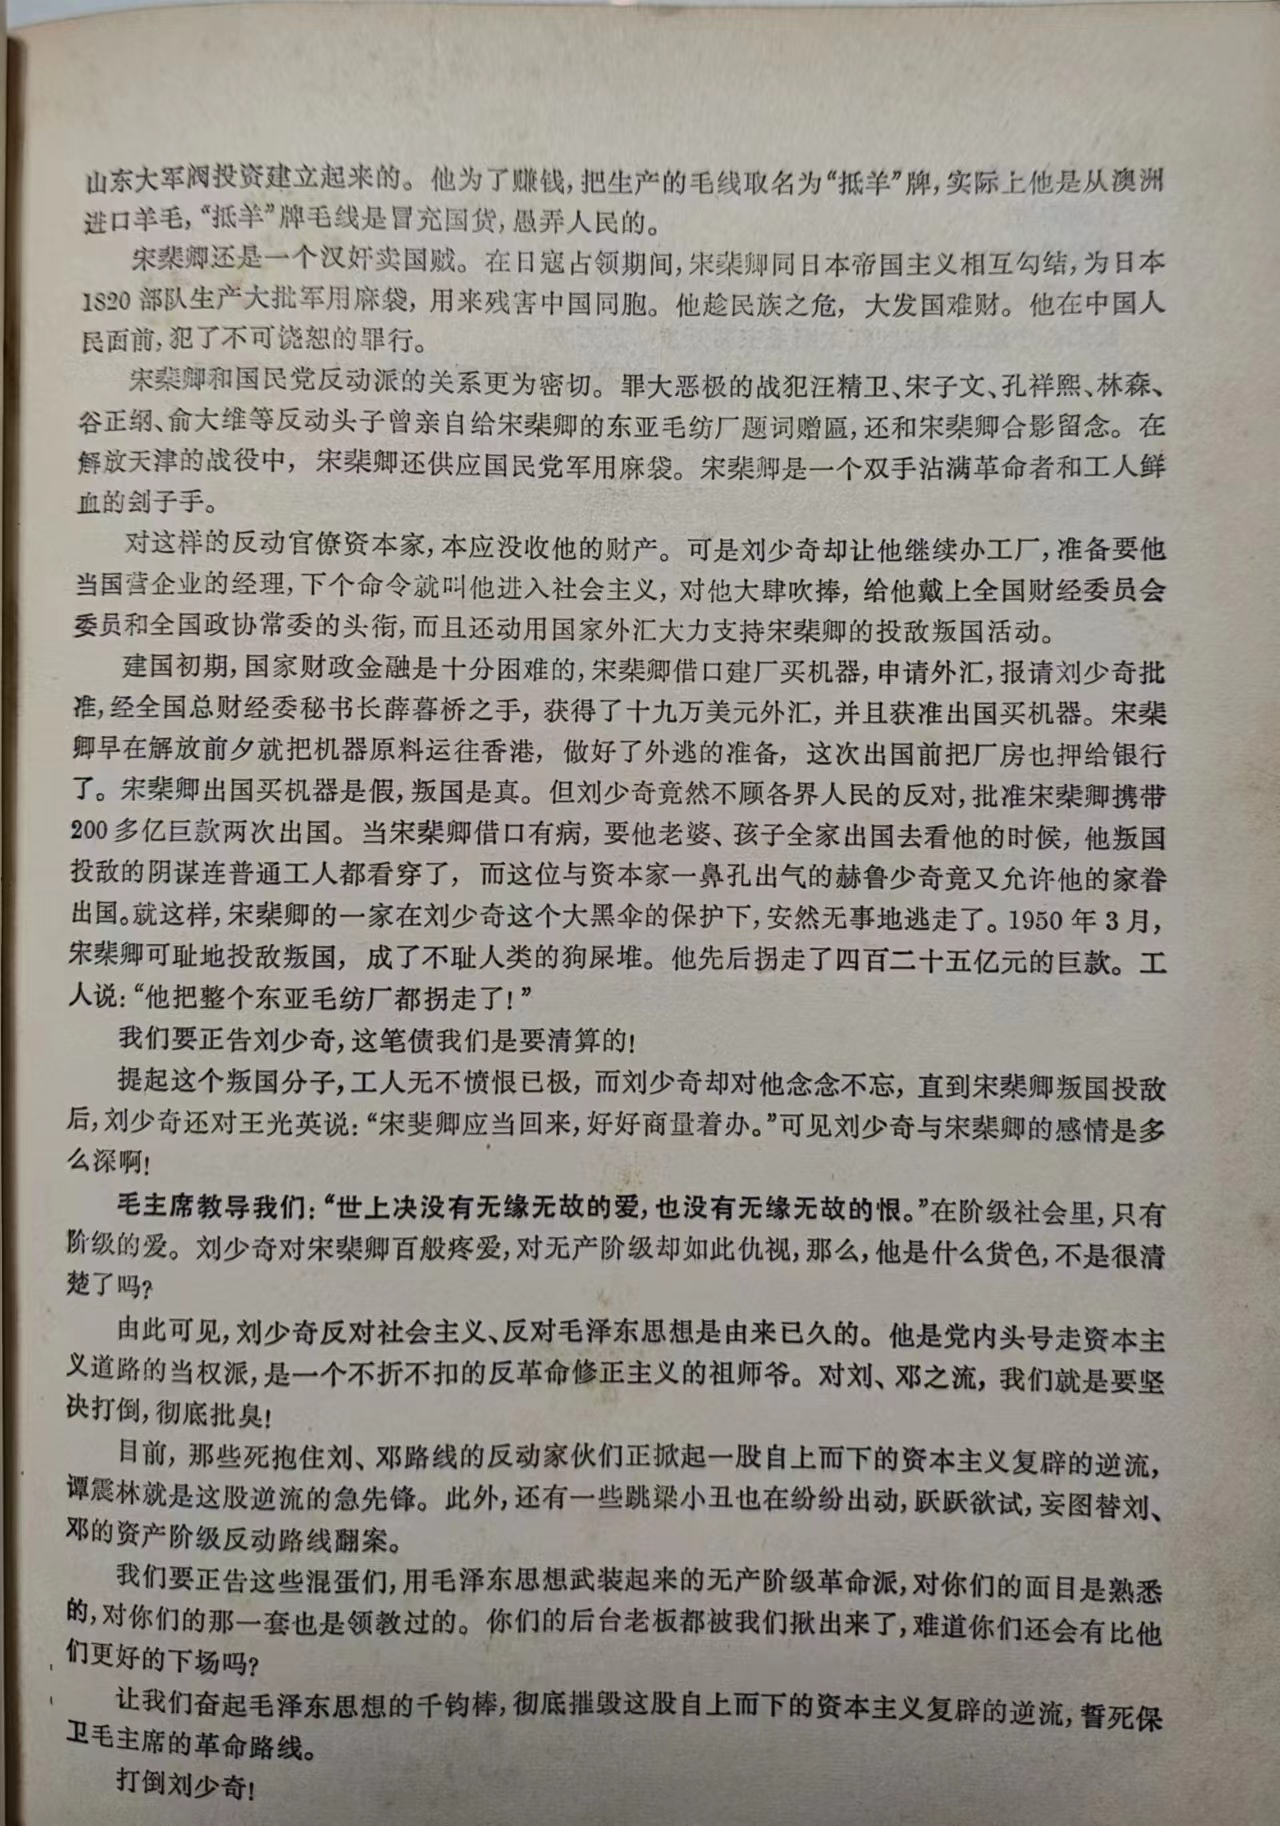 山东大军阀投资建立起来的。他为了赚钱，把生产的毛线取名为“抵羊”牌，实际上他是从澳洲
进口羊毛，“抵羊”牌毛线是冒充国货，愚弄人民的。
宋棐卿还是一个汉奸卖国贼。在日寇占领期间，宋棐卿同日本帝国主义相互勾结，为日本
1820部队生产大批军用麻袋，用来残害中国同胞。他趁民族之危，大发国难财。他在中国人
民面前，犯了不可饶恕的罪行。
宋棐卿和国民党反动派的关系更为密切。罪大恶极的战犯汪精卫、宋子文、孔祥熙、林森、
谷正纲、俞大维等反动头子曾亲自给宋棐卿的东亚毛纺厂题词赠匾，还和宋棐卿合影留念。在
解放天津的战役中，宋棐卿还供应国民党军用麻袋。宋棐卿是一个双手沾满革命者和工人鲜
血的刽子手。
对这样的反动官僚资本家，本应没收他的财产。可是刘少奇却让他继续办工厂，准备要他
当国营企业的经理，下个命令就叫他进入社会主义，对他大肆吹捧，给他戴上全国财经委员会
委员和全国政协常委的头衔，而且还动用国家外汇大力支持宋棐卿的投敌叛国活动。
建国初期，国家财政金融是十分困难的，宋棐卿借口建厂买机器，申请外汇，报请刘少奇批
准，经全国总财经委秘书长薛暮桥之手，获得了十九万美元外汇，并且获准出国买机器。宋棐
卿早在解放前夕就把机器原料运往香港，做好了外逃的准备，这次出国前把厂房也押给银行
了。宋棐卿出国买机器是假，叛国是真。但刘少奇竟然不顾各界人民的反对，批准宋棐卿携带
200多亿巨款两次出国。当宋棐卿借口有病，要他老婆、孩子全家出国去看他的时候，他叛国
投敌的阴谋连普通工人都看穿了，而这位与资本家一鼻孔出气的赫鲁少奇竟又允许他的家眷
出国。就这样，宋棐卿的一家在刘少奇这个大黑伞的保护下，安然无事地逃走了。1950年3月，
宋棐卿可耻地投敌叛国，成了不耻人类的狗屎堆。他先后拐走了四百二十五亿元的巨款。工
人说：“他把整个东亚毛纺厂都拐走了！”
我们要正告刘少奇，这笔债我们是要清算的！
提起这个叛国分子，工人无不愤恨已极，而刘少奇却对他念念不忘，直到宋棐卿叛国投敌
后，刘少奇还对王光英说：“宋斐卿应当回来，好好商量着办。”可见刘少奇与宋棐卿的感情是多
么深啊！
毛主席教导我们：“世上决没有无缘无故的爱，也没有无缘无故的恨。”在阶级社会里，只有
阶级的爱。刘少奇对宋棐卿百般疼爱，对无产阶级却如此仇视，那么，他是什么货色，不是很清
楚了吗？
由此可见，刘少奇反对社会主义、反对毛泽东思想是由来已久的。他是党内头号走资本主
义道路的当权派，是一个不折不扣的反革命修正主义的祖师爷。对刘、邓之流，我们就是要坚
决打倒，彻底批臭！
目前，那些死抱住刘、邓路线的反动家伙们正掀起一股自上而下的资本主义复辟的逆流，
谭震林就是这股逆流的急先锋。此外，还有一些跳梁小丑也在纷纷出动，跃跃欲试，妄图替刘、
邓的资产阶级反动路线翻案。
我们要正告这些混蛋们，用毛泽东思想武装起来的无产阶级革命派，对你们的面目是熟悉
的，对你们的那一套也是领教过的。你们的后台老板都被我们揪出来了，难道你们还会有比他
们更好的下场吗？
让我们奋起毛泽东思想的千钧棒，彻底摧毁这股自上而下的资本主义复辟的逆流，誓死保
卫毛主席的革命路线。
打倒刘少奇！